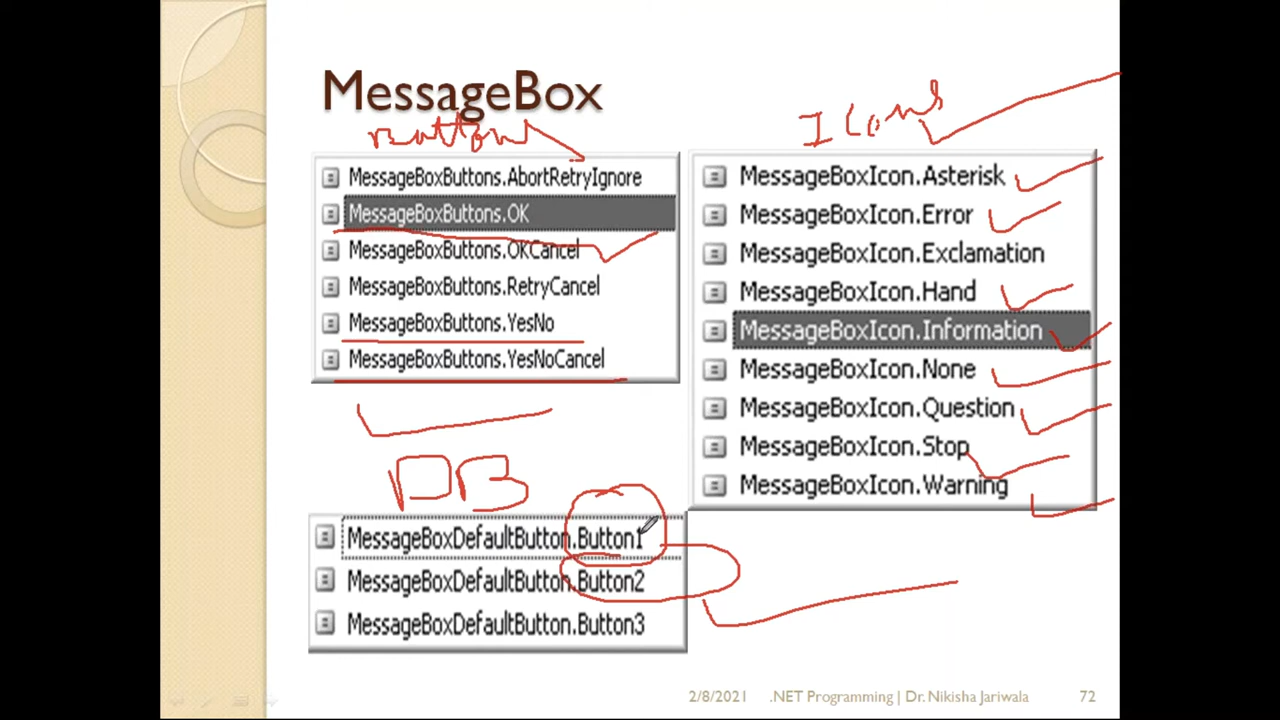 MessageBox
Buttons
MessageBoxButtons.AbortRetryIgnore
MessageBoxButtons.OK
MessageBoxButtons.OKCancel
MessageBoxButtons.RetryCancel
MessageBoxButtons.YesNo
MessageBoxButtons.YesNoCancel
Icons
MessageBoxIcon.Asterisk
MessageBoxIcon.Error
MessageBoxIcon.Exclamation
MessageBoxIcon.Hand
MessageBoxIcon.Information
MessageBoxIcon.None
MessageBoxIcon.Question
MessageBoxIcon.Stop
MessageBoxIcon.Warning
DB
MessageBoxDefaultButton.Button1
MessageBoxDefaultButton.Button2
MessageBoxDefaultButton.Button3
2/8/2021 .NET Programming | Dr. Nikisha Jariwala 72